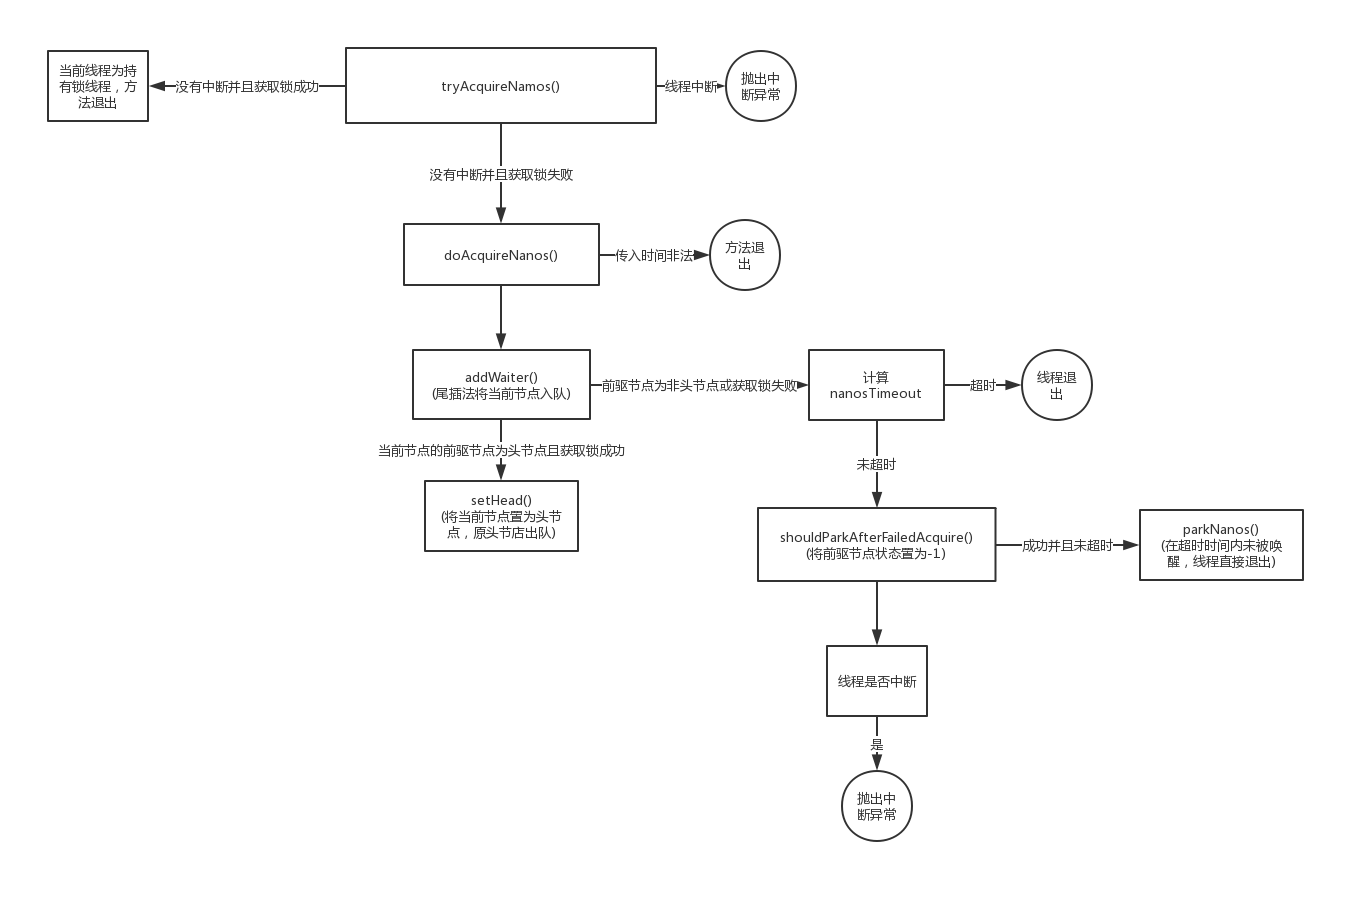 当前线程为持
有锁线程，方
法退出
没有中断并且获取锁成功
tryAcquireNamos()
线程中断
抛出中
断异常
没有中断并且获取锁失败
doAcquireNanos()
传入时间非法
方法退
出
addWaiter()
(尾插法将当前节点入队)
前驱节点为非头节点或获取锁失败
计算
nanosTimeout
超时
线程退
出
当前节点的前驱节点为头节点且获取锁成功
未超时
setHead()
(将当前节点置为头节
点，原头节店出队)
shouldParkAfterFailedAcquire()
(将前驱节点状态置为-1)
成功并且未超时
parkNanos()
(在超时时间内未被唤
醒，线程直接退出)
线程是否中断
是
抛出中
断异常